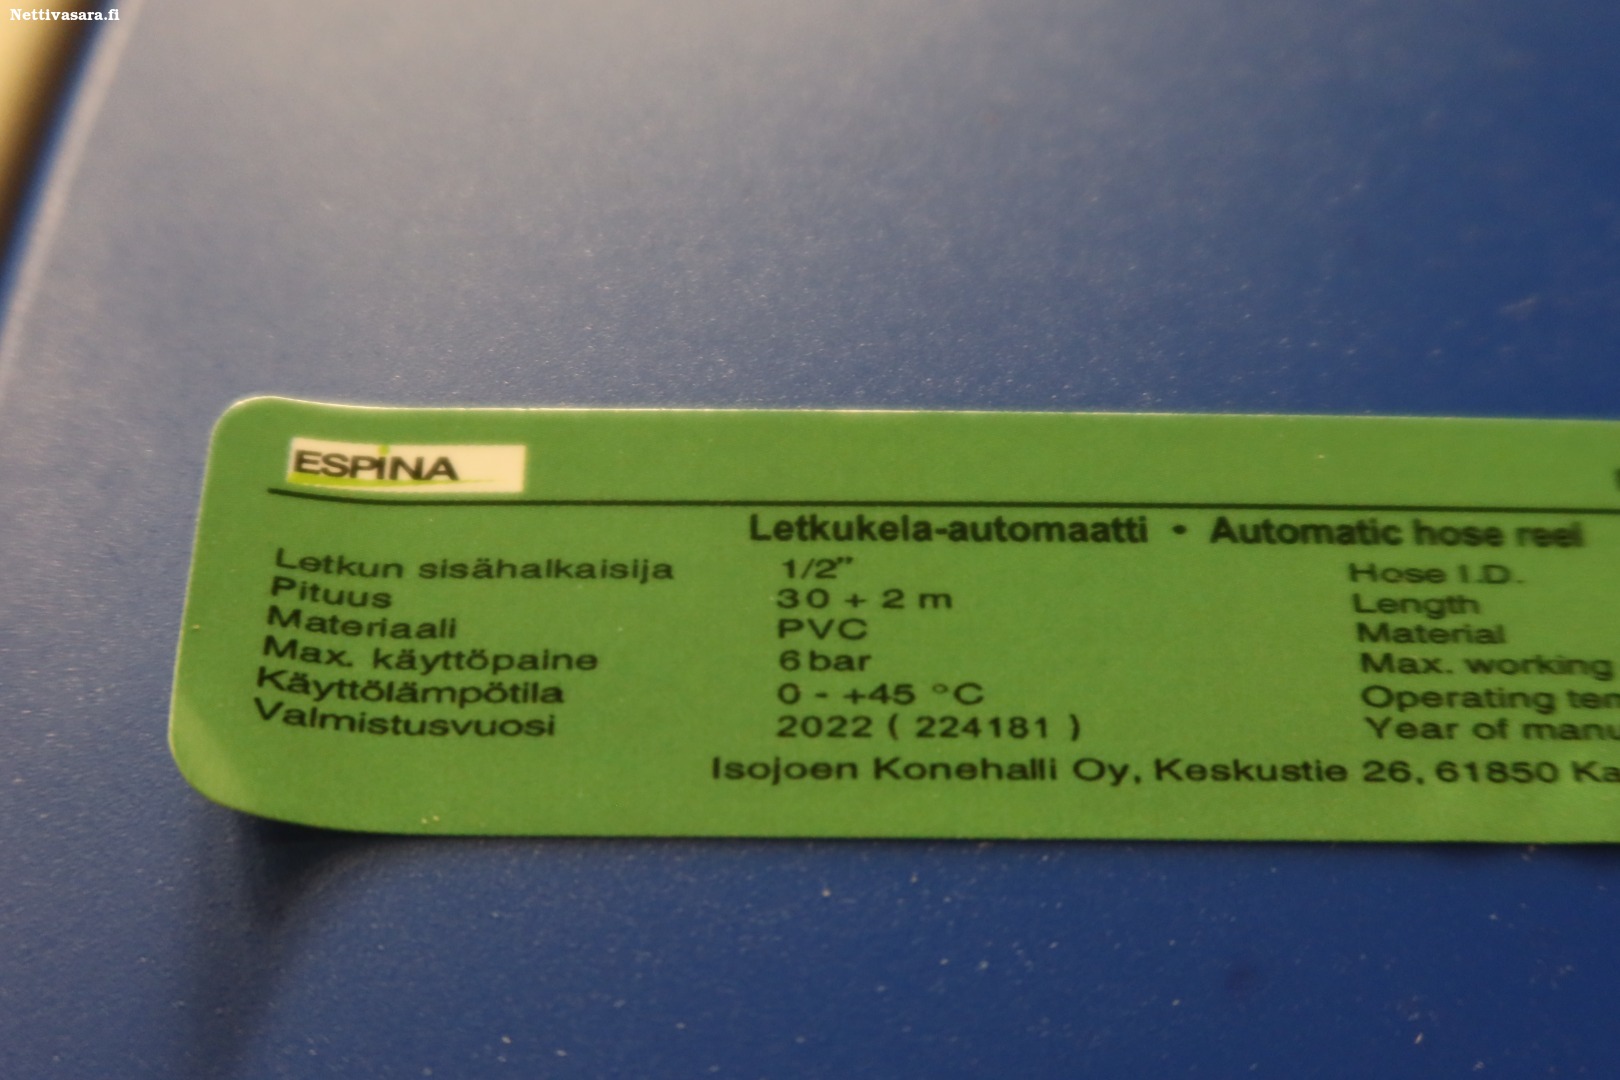 Nettivasara.fi
ESPiNA
Letkukela-automaatti • Automatic hose reel
Letkun sisähalkaisija 1/2” Hose I.D.
Pituus 30 + 2 m Length
Materiaali PVC Material
Max. käyttöpaine 6 bar Max. working
Käyttölämpötila 0 - +45 °C Operating
Valmistusvuosi 2022 ( 224181 ) Year of
Isojoen Konehalli Oy, Keskustie 26, 61850